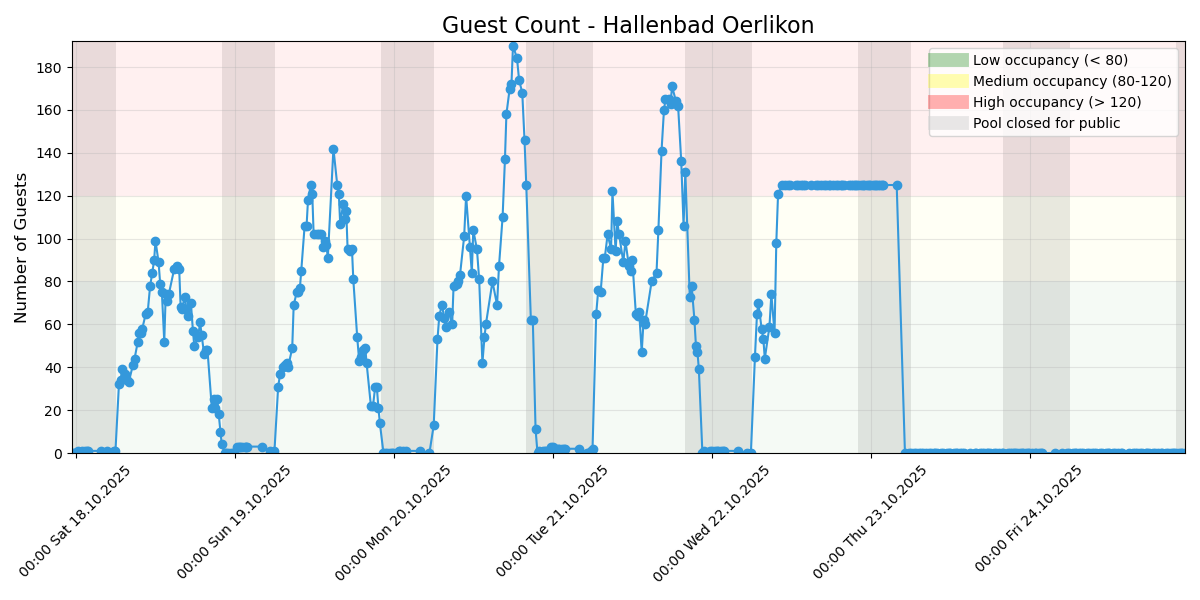 Guest Count - Hallenbad Oerlikon
Number of Guests
180
160
140
120
100
80
60
40
20
0
Low occupancy (< 80)
Medium occupancy (80-120)
High occupancy (> 120)
Pool closed for public
00:00 Sat 18.10.2025
00:00 Sun 19.10.2025
00:00 Mon 20.10.2025
00:00 Tue 21.10.2025
00:00 Wed 22.10.2025
00:00 Thu 23.10.2025
00:00 Fri 24.10.2025